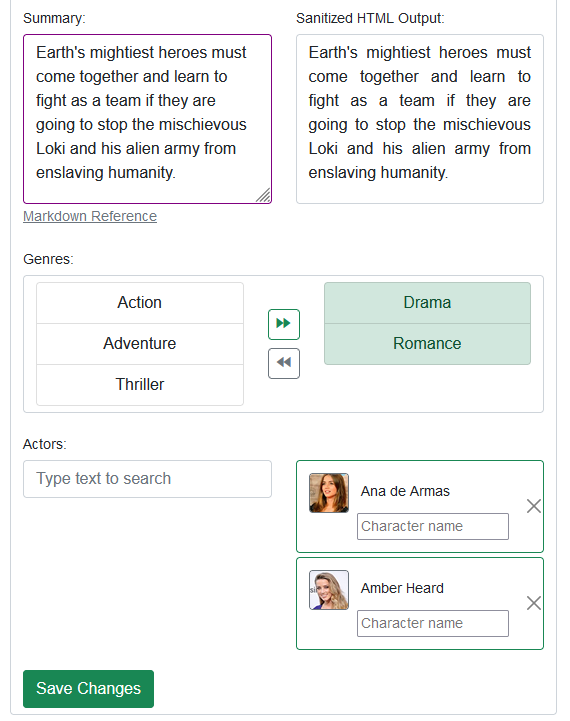 Summary:
Sanitized HTML Output:
Earth's mightiest heroes must
come together and learn to
fight as a team if they are
going to stop the mischievous
Loki and his alien army from
enslaving humanity.
Earth's mightiest heroes must
come together and learn to
fight as a team if they are
going to stop the mischievous
Loki and his alien army from
enslaving humanity.
Markdown Reference
Genres:
Action
Adventure
Thriller
Drama
Romance
Actors:
Type text to search
Ana de Armas
Character name
Amber Heard
Character name
Save Changes